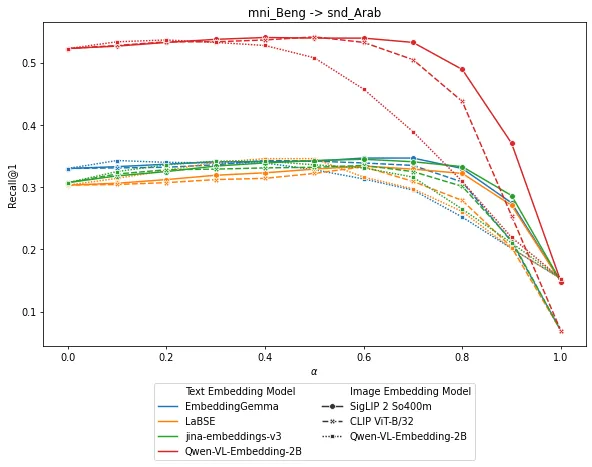 mni_Beng -> snd_Arab
Recall@1
0.5
0.4
0.3
0.2
0.1
0.0 0.2 0.4 0.6 0.8 1.0
α
Text Embedding Model Image Embedding Model
EmbeddingGemma SigLIP 2 So400m
LaBSE CLIP ViT-B/32
jina-embeddings-v3 Qwen-VL-Embedding-2B
Qwen-VL-Embedding-2B